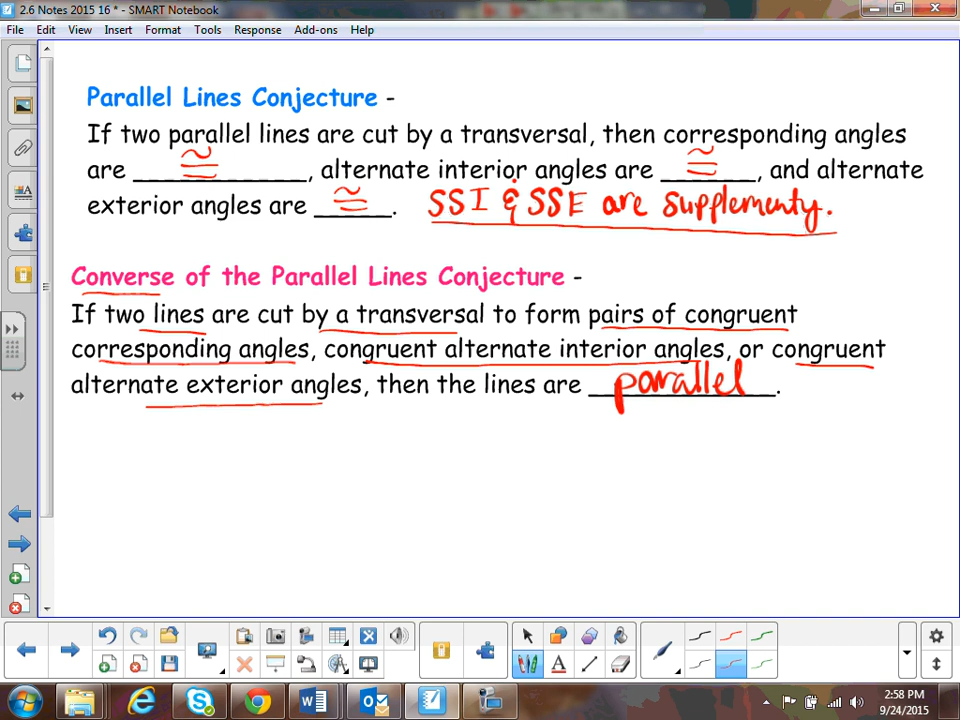 2.6 Notes 2015 16 * - SMART Notebook
File Edit View Insert Format Tools Response Add-ons Help
Parallel Lines Conjecture -
If two parallel lines are cut by a transversal, then corresponding angles
are ≅, alternate interior angles are ≅, and alternate
exterior angles are ≅. SSI & SSE are supplementy.
Converse of the Parallel Lines Conjecture -
If two lines are cut by a transversal to form pairs of congruent
corresponding angles, congruent alternate interior angles, or congruent
alternate exterior angles, then the lines are parallel.
2:58 PM
9/24/2015